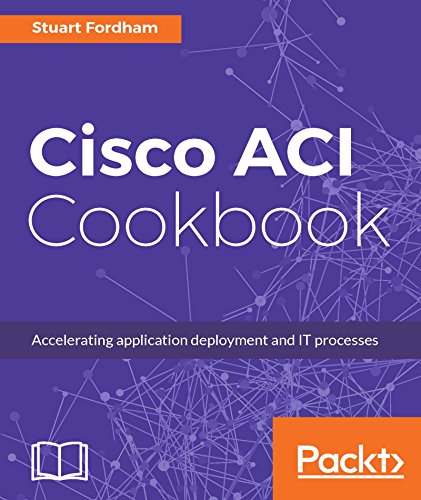 Stuart Fordham
Cisco ACI
Cookbook
Accelerating application deployment and IT processes
Packt>